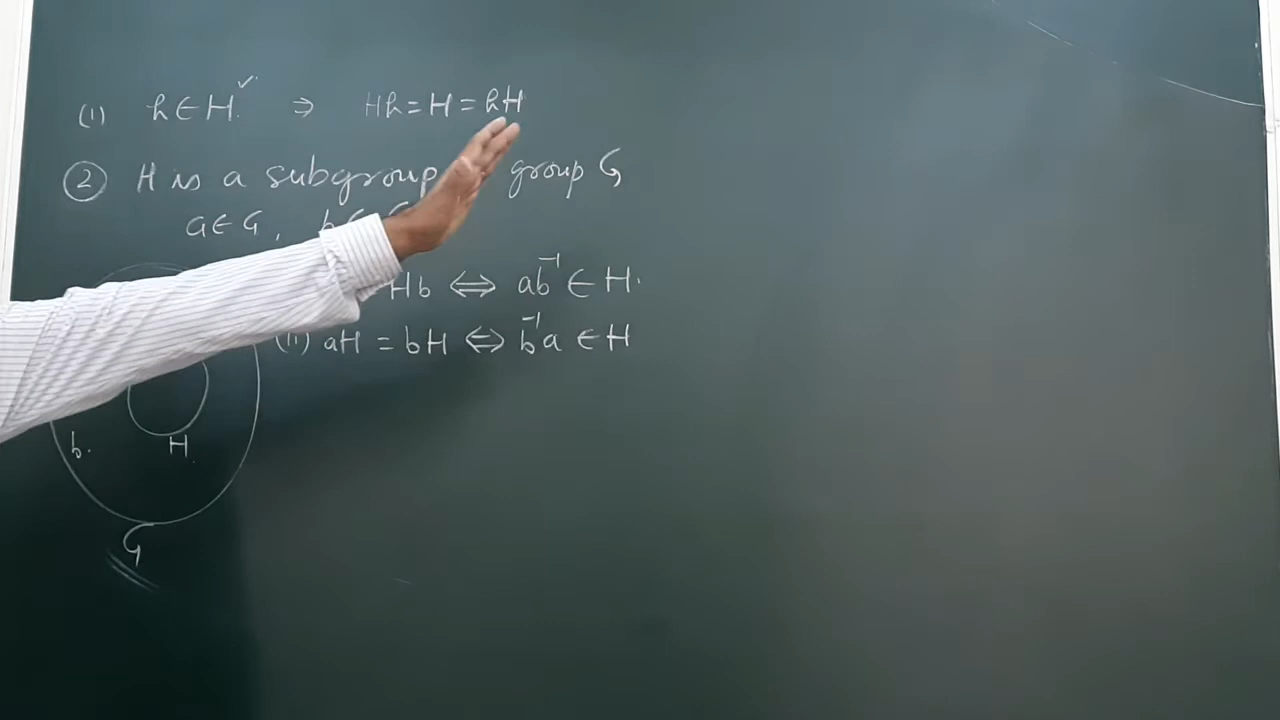 (1) h ∈ H ✓ ⇒ Hh = H = hH
② H is a subgroup group G
a ∈ G,
Hb ⇔ ab⁻¹ ∈ H.
(ii) aH = bH ⇔ b⁻¹a ∈ H
b.
H
G